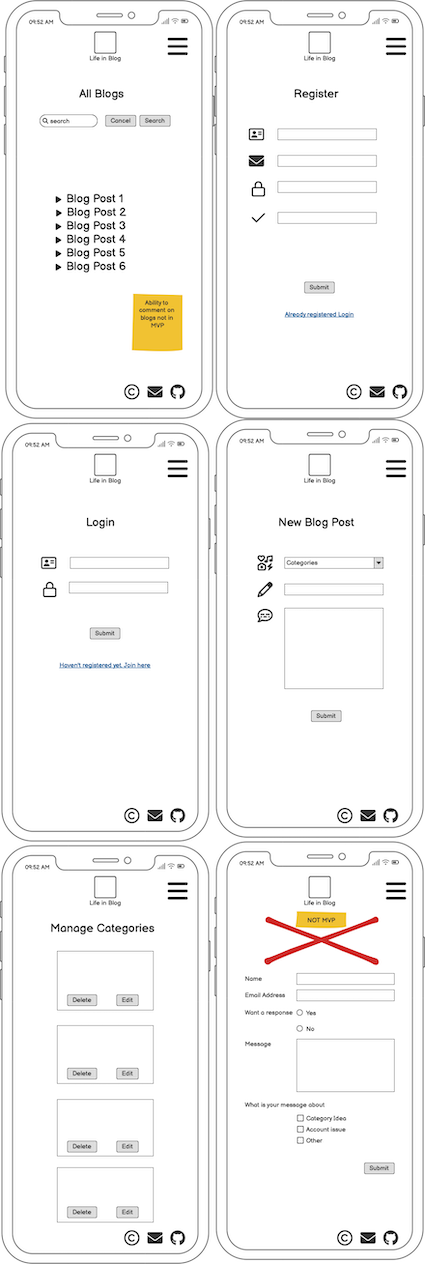 09:52 AM
Life in Blog
All Blogs
search
Cancel
Search
Blog Post 1
Blog Post 2
Blog Post 3
Blog Post 4
Blog Post 5
Blog Post 6
Ability to
comment on
blogs not in
MVP
09:52 AM
Life in Blog
Register
Submit
Already registered Login
09:52 AM
Life in Blog
Login
Submit
Haven't registered yet. Join here
09:52 AM
Life in Blog
New Blog Post
Categories
Submit
09:52 AM
Life in Blog
Manage Categories
Delete Edit
Delete Edit
Delete Edit
Delete Edit
09:52 AM
Life in Blog
NOT MVP
Name
Email Address
Want a response Yes
No
Message
What is your message about
Category Idea
Account issue
Other
Submit